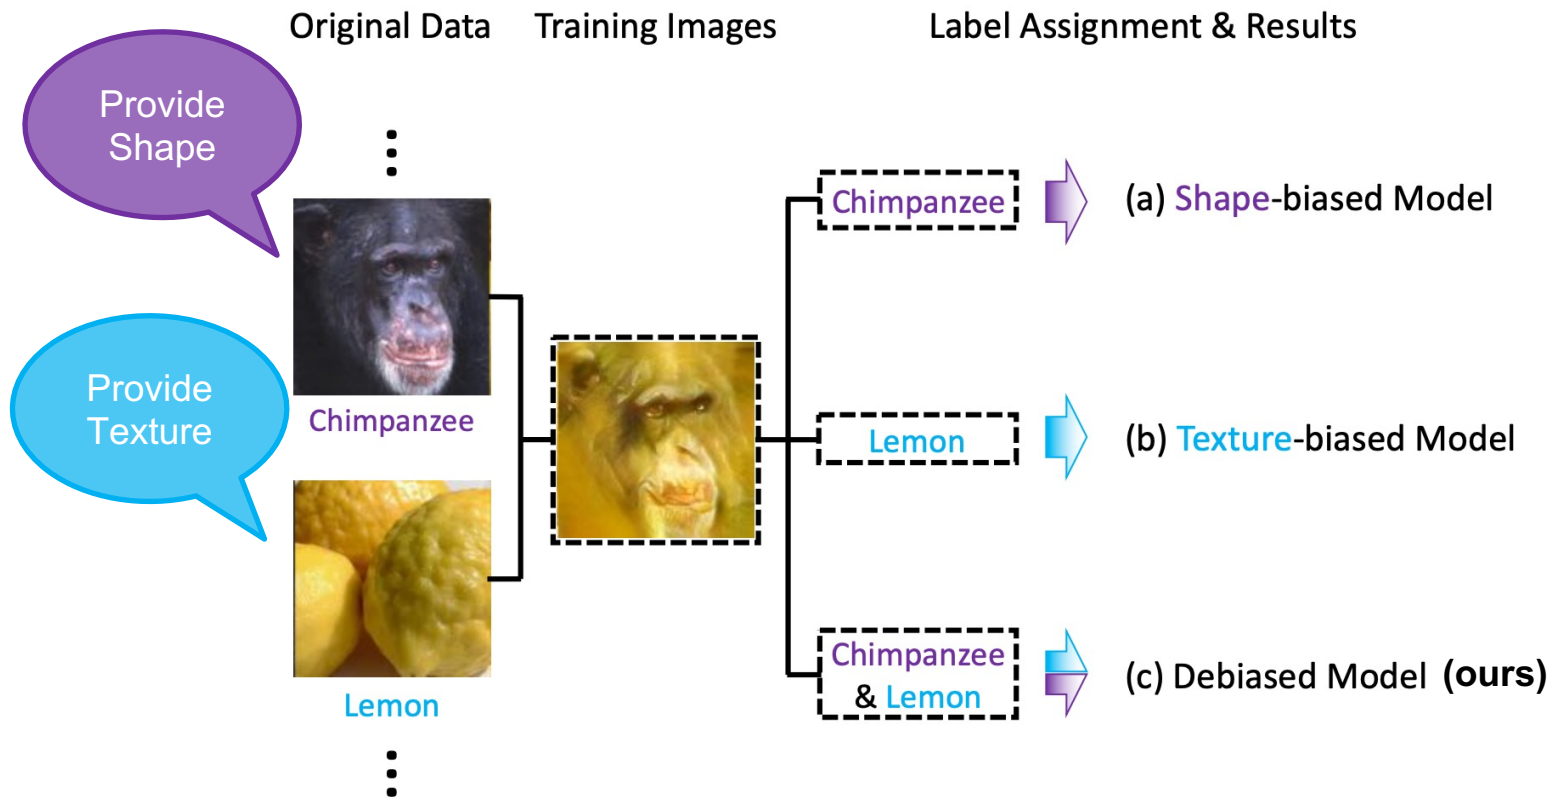 Original Data
Training Images
Label Assignment & Results
Provide
Shape
Chimpanzee
Provide
Texture
Lemon
Chimpanzee
(a) Shape-biased Model
Lemon
(b) Texture-biased Model
Chimpanzee
& Lemon
(c) Debiased Model (ours)